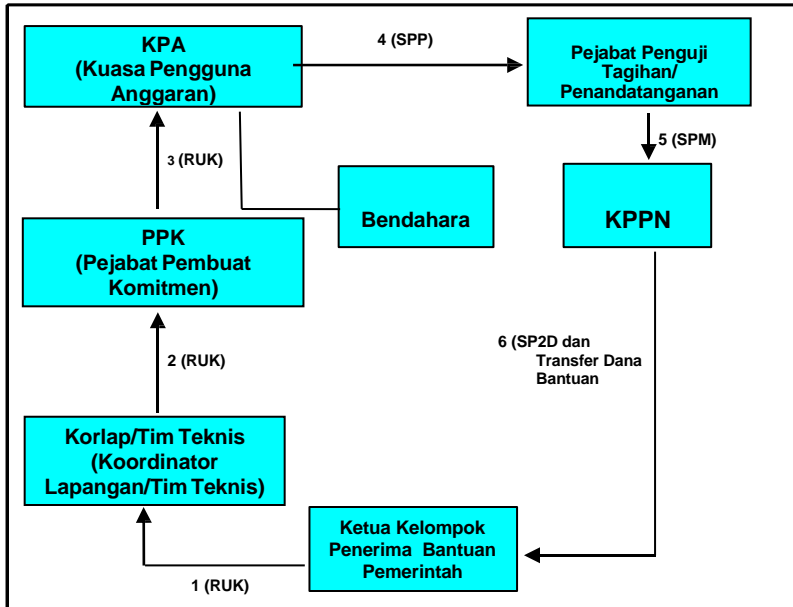 KPA
(Kuasa Pengguna
Anggaran)
4 (SPP)
Pejabat Penguji
Tagihan/
Penandatanganan
5 (SPM)
3 (RUK)
Bendahara
KPPN
PPK
(Pejabat Pembuat
Komitmen)
6 (SP2D dan
Transfer Dana
Bantuan
2 (RUK)
Korlap/Tim Teknis
(Koordinator
Lapangan/Tim Teknis)
Ketua Kelompok
Penerima Bantuan
Pemerintah
1 (RUK)